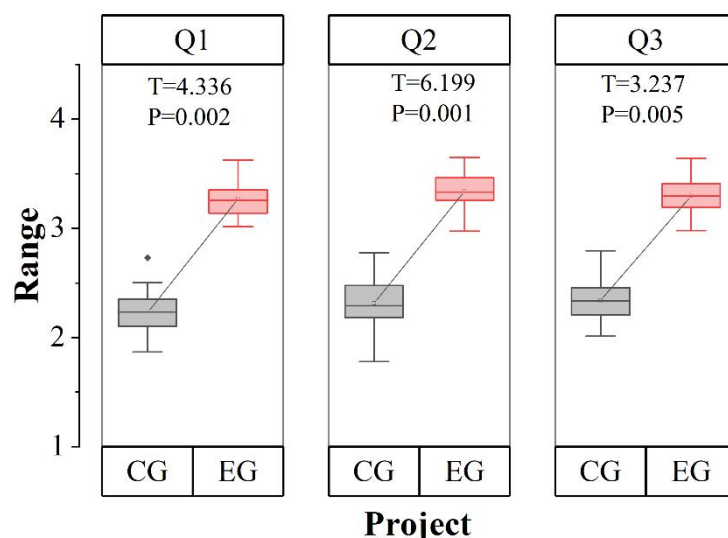 Q1
Q2
Q3
T=4.336
P=0.002
T=6.199
P=0.001
T=3.237
P=0.005
4
3
2
1
Range
CG
EG
CG
EG
CG
EG
Project